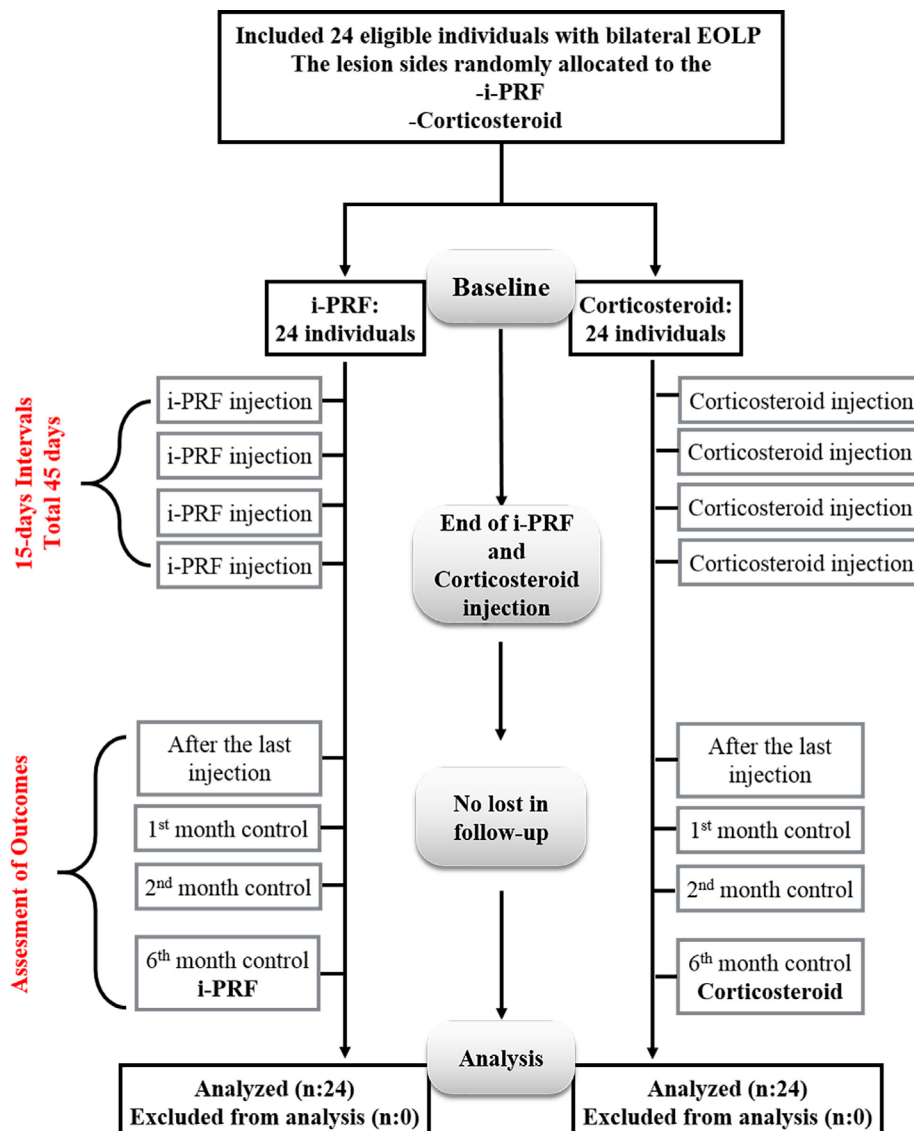 Included 24 eligible individuals with bilateral EOLP
The lesion sides randomly allocated to the
-i-PRF
-Corticosteroid
Baseline
i-PRF:
24 individuals
Corticosteroid:
24 individuals
15-days Intervals
Total 45 days
i-PRF injection
i-PRF injection
i-PRF injection
i-PRF injection
End of i-PRF
and
Corticosteroid
injection
Corticosteroid injection
Corticosteroid injection
Corticosteroid injection
Corticosteroid injection
Assesment of Outcomes
After the last
injection
1st month control
2nd month control
6th month control
i-PRF
No lost in
follow-up
After the last
injection
1st month control
2nd month control
6th month control
Corticosteroid
Analysis
Analyzed (n:24)
Excluded from analysis (n:0)
Analyzed (n:24)
Excluded from analysis (n:0)